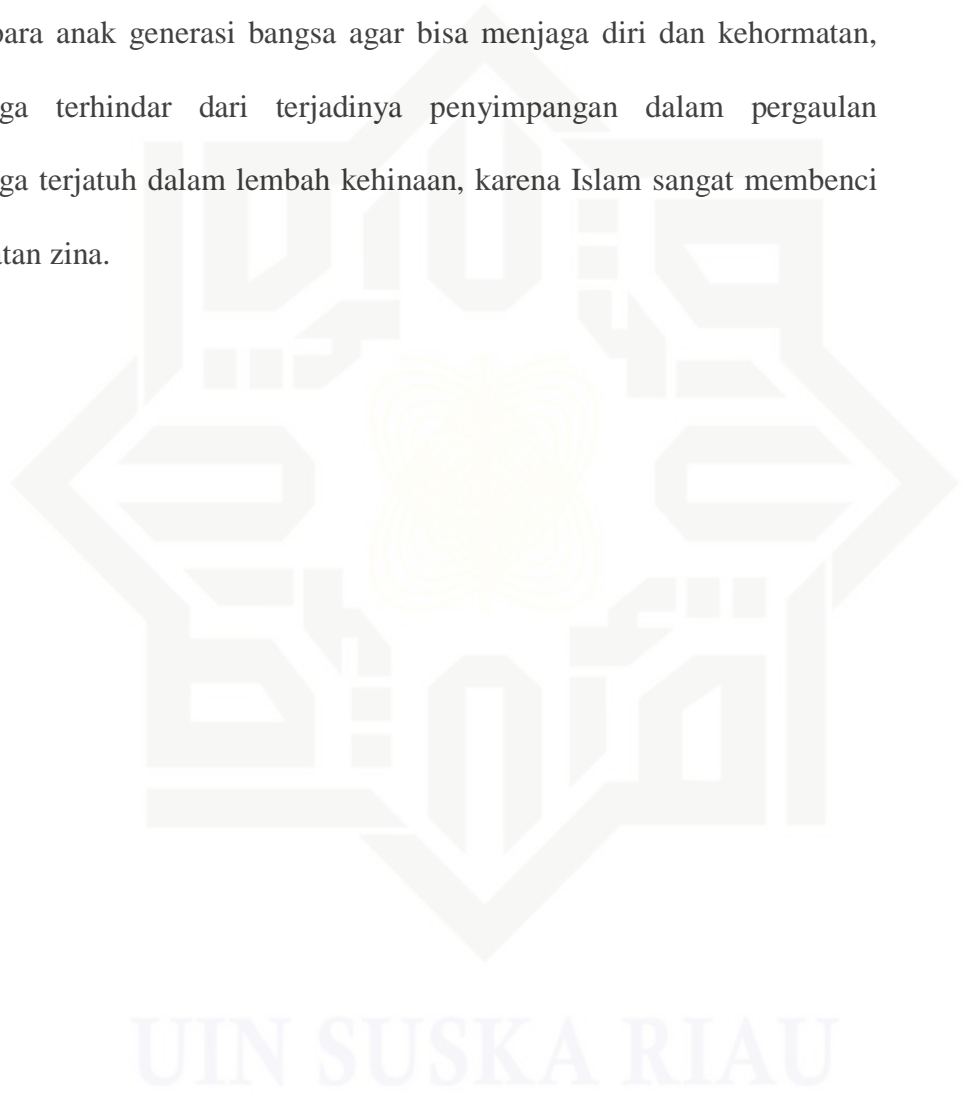 para anak generasi bangsa agar bisa menjaga diri dan kehormatan,
ga terhindar dari terjadinya penyimpangan dalam pergaulan
ga terjatuh dalam lembah kehinaan, karena Islam sangat membenci
tan zina.
UIN SUSKA RIAU